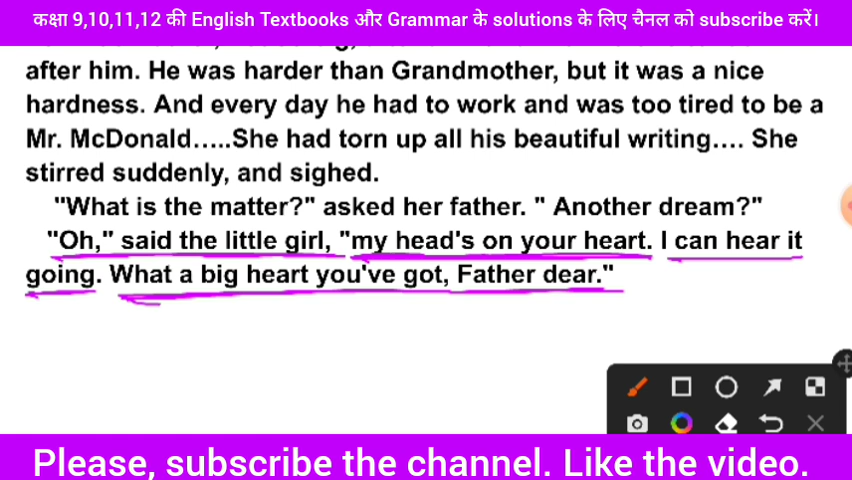 कक्षा 9,10,11,12 की English Textbooks और Grammar के solutions के लिए चैनल को subscribe करें।
after him. He was harder than Grandmother, but it was a nice
hardness. And every day he had to work and was too tired to be a
Mr. McDonald.....She had torn up all his beautiful writing.... She
stirred suddenly, and sighed.
"What is the matter?" asked her father. " Another dream?"
"Oh," said the little girl, "my head's on your heart. I can hear it
going. What a big heart you've got, Father dear."
Please, subscribe the channel. Like the video.